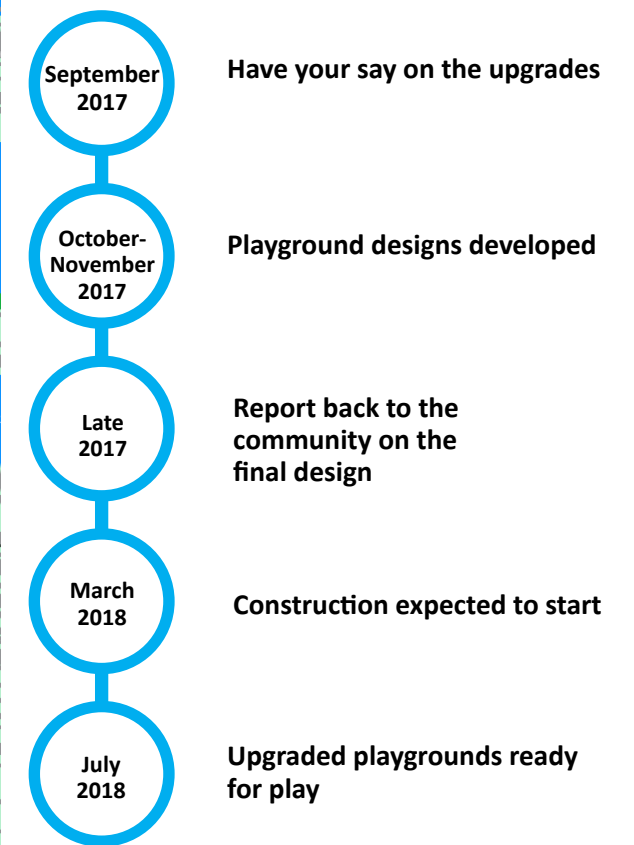 September
2017
Have your say on the upgrades
October-
November
2017
Playground designs developed
Late
2017
Report back to the
community on the
final design
March
2018
Construction expected to start
July
2018
Upgraded playgrounds ready
for play